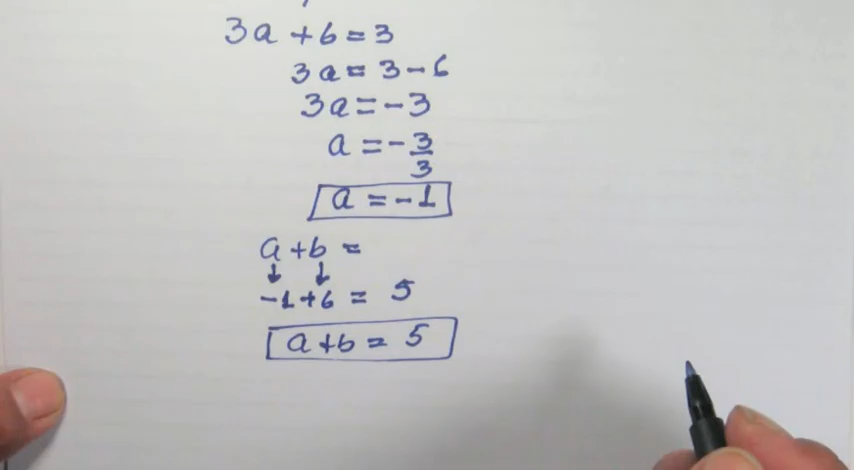 3a + 6 = 3
3a = 3 - 6
3a = -3
a = -3/3
a = -1
a + b =
↓ ↓
-1 + 6 = 5
a + b = 5